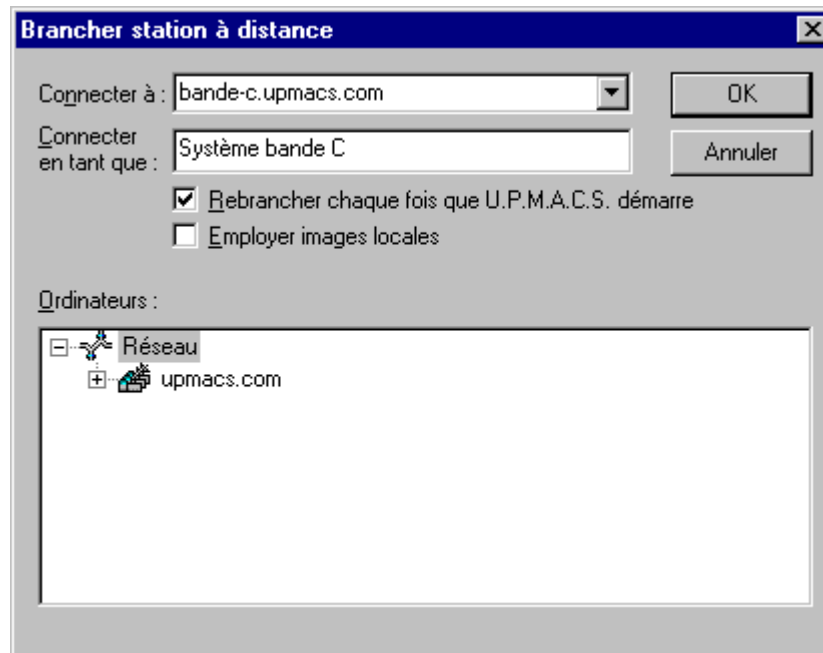 Brancher station à distance
Connecter à : bande-c.upmacs.com
OK
Connecter
en tant que : Système bande C
Annuler
Rebrancher chaque fois que U.P.M.A.C.S. démarre
Employer images locales
Ordinateurs :
Réseau
upmacs.com